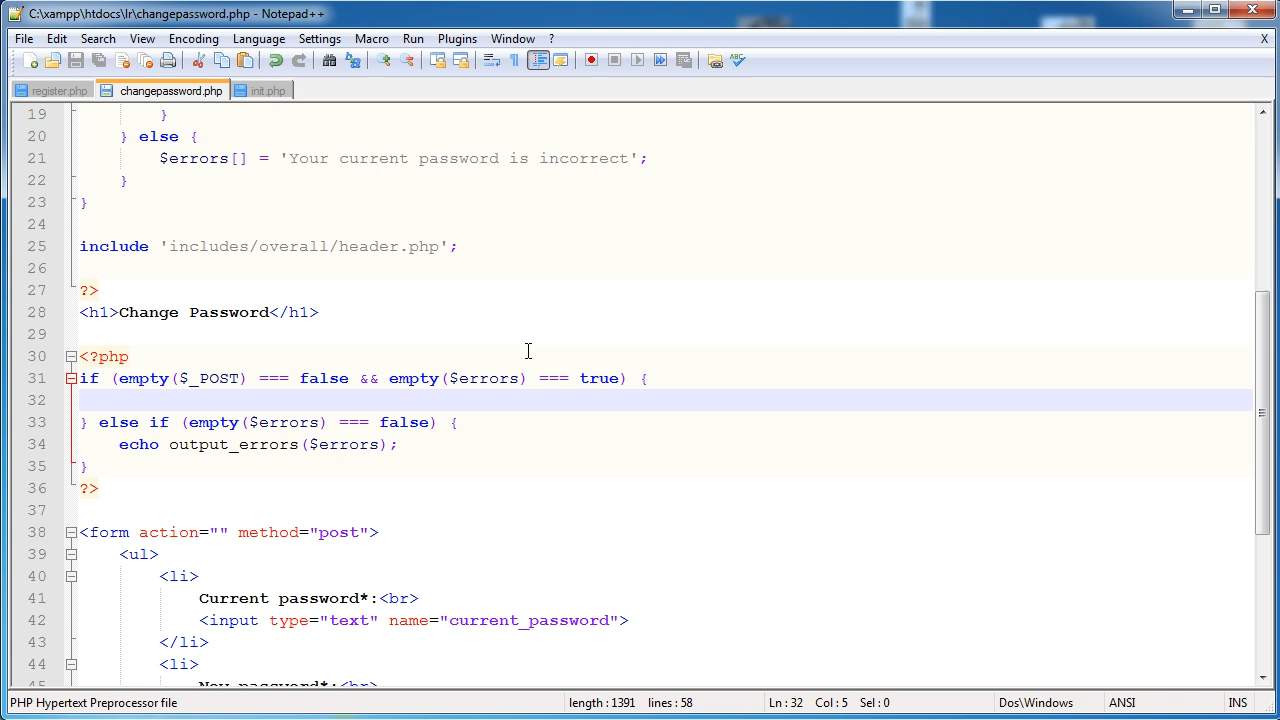 C:\xampp\htdocs\lr\changepassword.php - Notepad++
File Edit Search View Encoding Language Settings Macro Run Plugins Window ? X
register.php changepassword.php init.php
19 }
20 } else {
21 $errors[] = 'Your current password is incorrect';
22 }
23 }
24
25 include 'includes/overall/header.php';
26
27 ?>
28 <h1>Change Password</h1>
29
30 <?php
31 if (empty($_POST) === false && empty($errors) === true) {
32
33 } else if (empty($errors) === false) {
34 echo output_errors($errors);
35 }
36 ?>
37
38 <form action="" method="post">
39 <ul>
40 <li>
41 Current password*:<br>
42 <input type="text" name="current_password">
43 </li>
44 <li>
45 New password*:<br>
PHP Hypertext Preprocessor file length : 1391 lines : 58 Ln : 32 Col : 5 Sel : 0 Dos\Windows ANSI INS